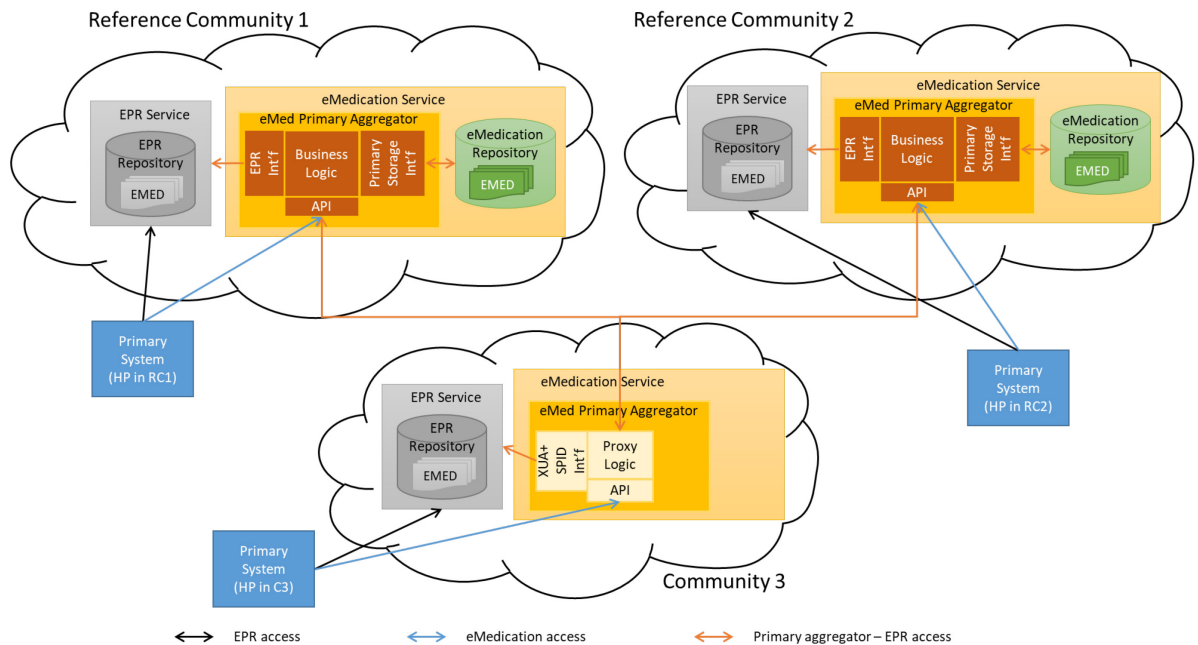 Reference Community 1
Reference Community 2
EPR Service
EPR
Repository
EMED
eMedication Service
eMed Primary Aggregator
EPR
Int'f
Business
Logic
Primary
Storage
Int'f
API
eMedication
Repository
EMED
EPR Service
EPR
Repository
EMED
eMedication Service
eMed Primary Aggregator
EPR
Int'f
Business
Logic
Primary
Storage
Int'f
API
eMedication
Repository
EMED
Primary
System
(HP in RC1)
Primary
System
(HP in RC2)
EPR Service
EPR
Repository
EMED
eMedication Service
eMed Primary Aggregator
XUA+
SPID
Int'f
Proxy
Logic
API
Primary
System
(HP in C3)
Community 3
EPR access
eMedication access
Primary aggregator – EPR access